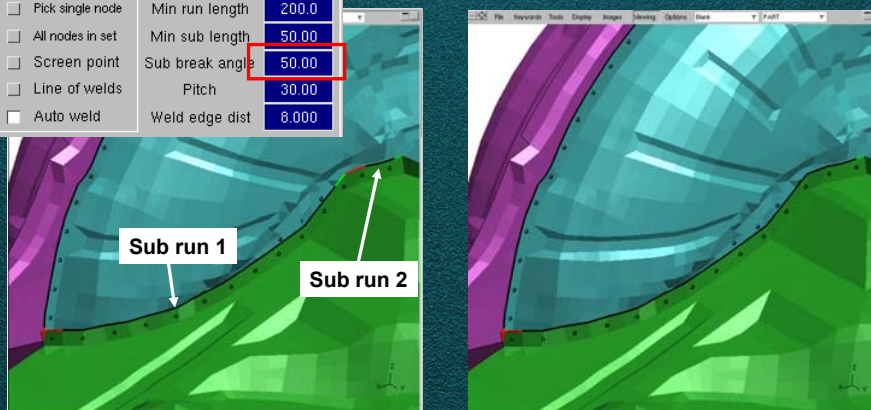 Pick single node Min run length 200.0
All nodes in set Min sub length 50.00
Screen point Sub break angle 50.00
Line of welds Pitch 30.00
Auto weld Weld edge dist 8.000
File Keywords Tools Display Images Viewing Options Blank PART
Sub run 1
Sub run 2